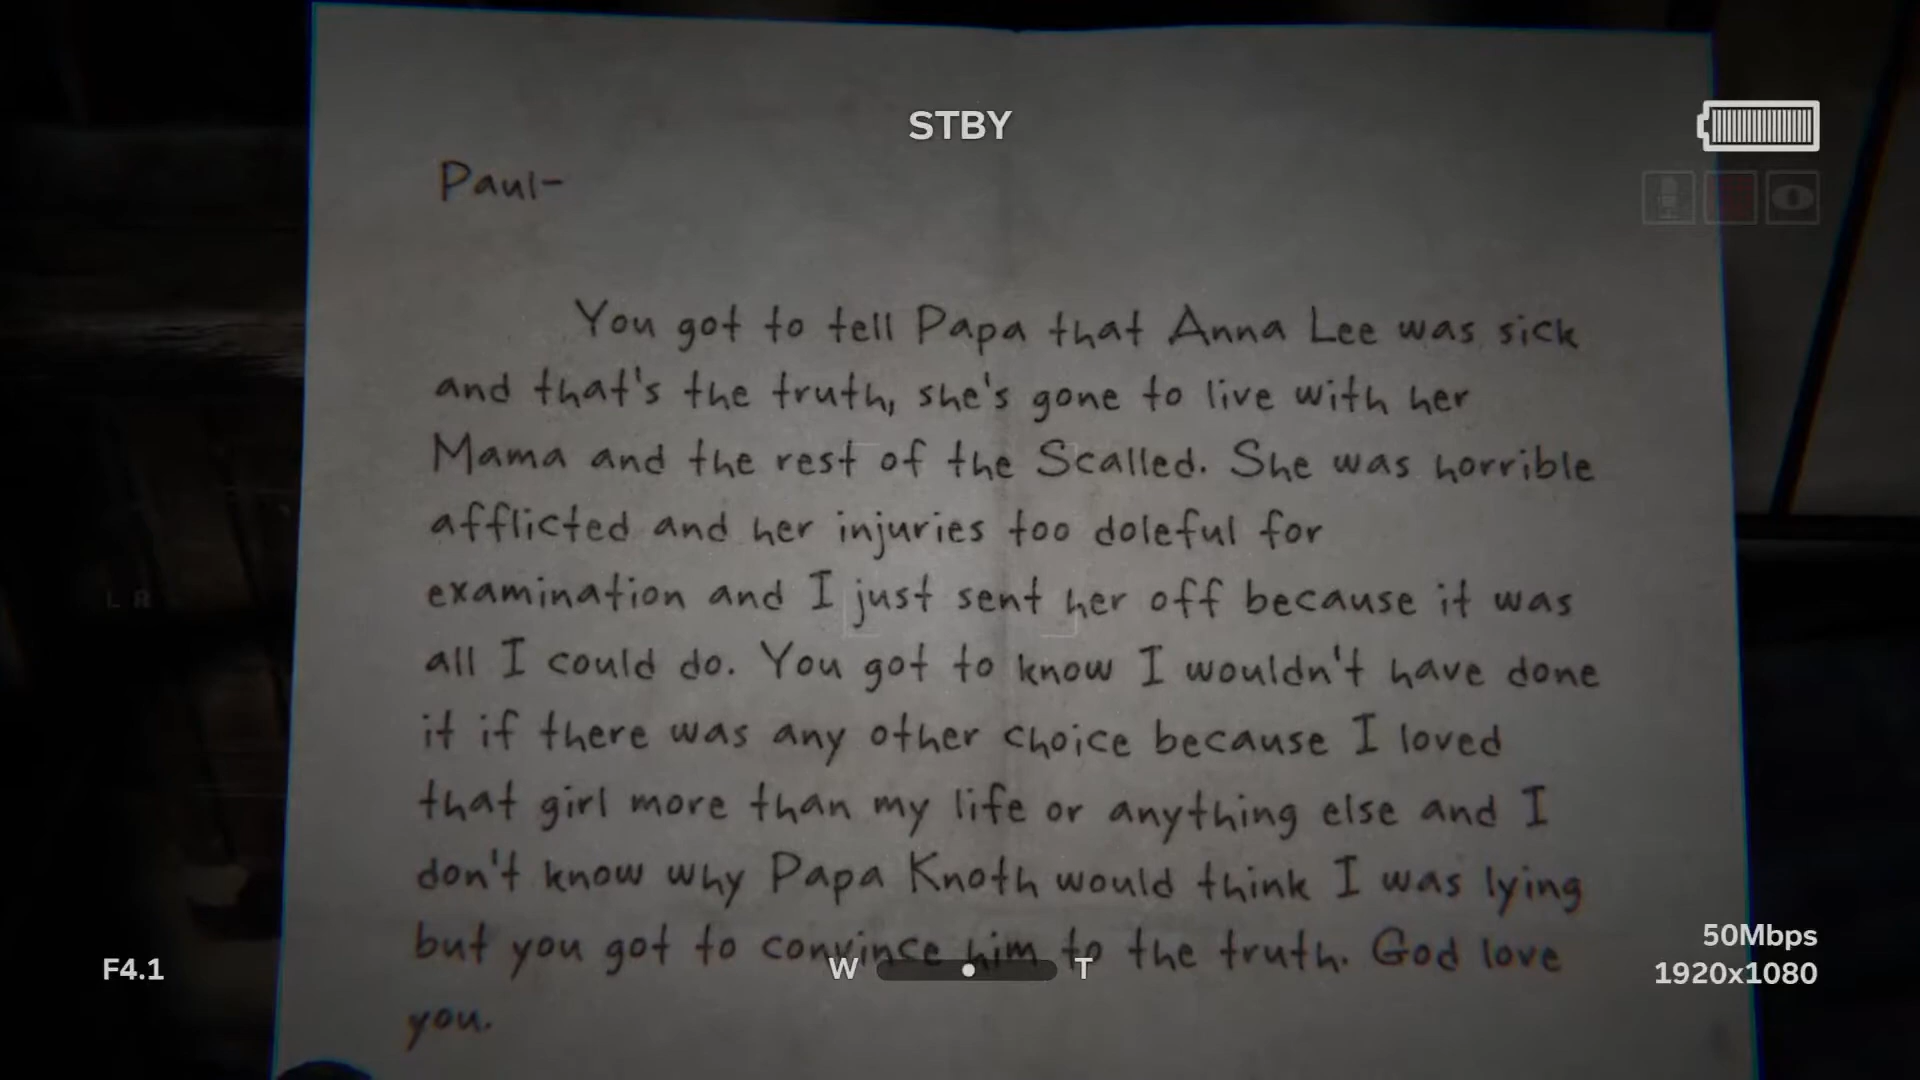 STBY
Paul-
You got to tell Papa that Anna Lee was sick
and that's the truth, she's gone to live with her
Mama and the rest of the Scalled. She was horrible
afflicted and her injuries too doleful for
examination and I just sent her off because it was
all I could do. You got to know I wouldn't have done
it if there was any other choice because I loved
that girl more than my life or anything else and I
don't know why Papa Knoth would think I was lying
but you got to convince him to the truth. God love
you.
L R
F4.1
W T
50Mbps
1920x1080